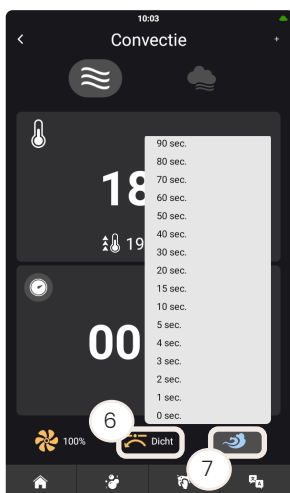 10:03
Convectie
+
90 sec.
80 sec.
70 sec.
60 sec.
50 sec.
40 sec.
30 sec.
20 sec.
15 sec.
10 sec.
5 sec.
4 sec.
3 sec.
2 sec.
1 sec.
0 sec.
18
19
00
6
100%
Dicht
7